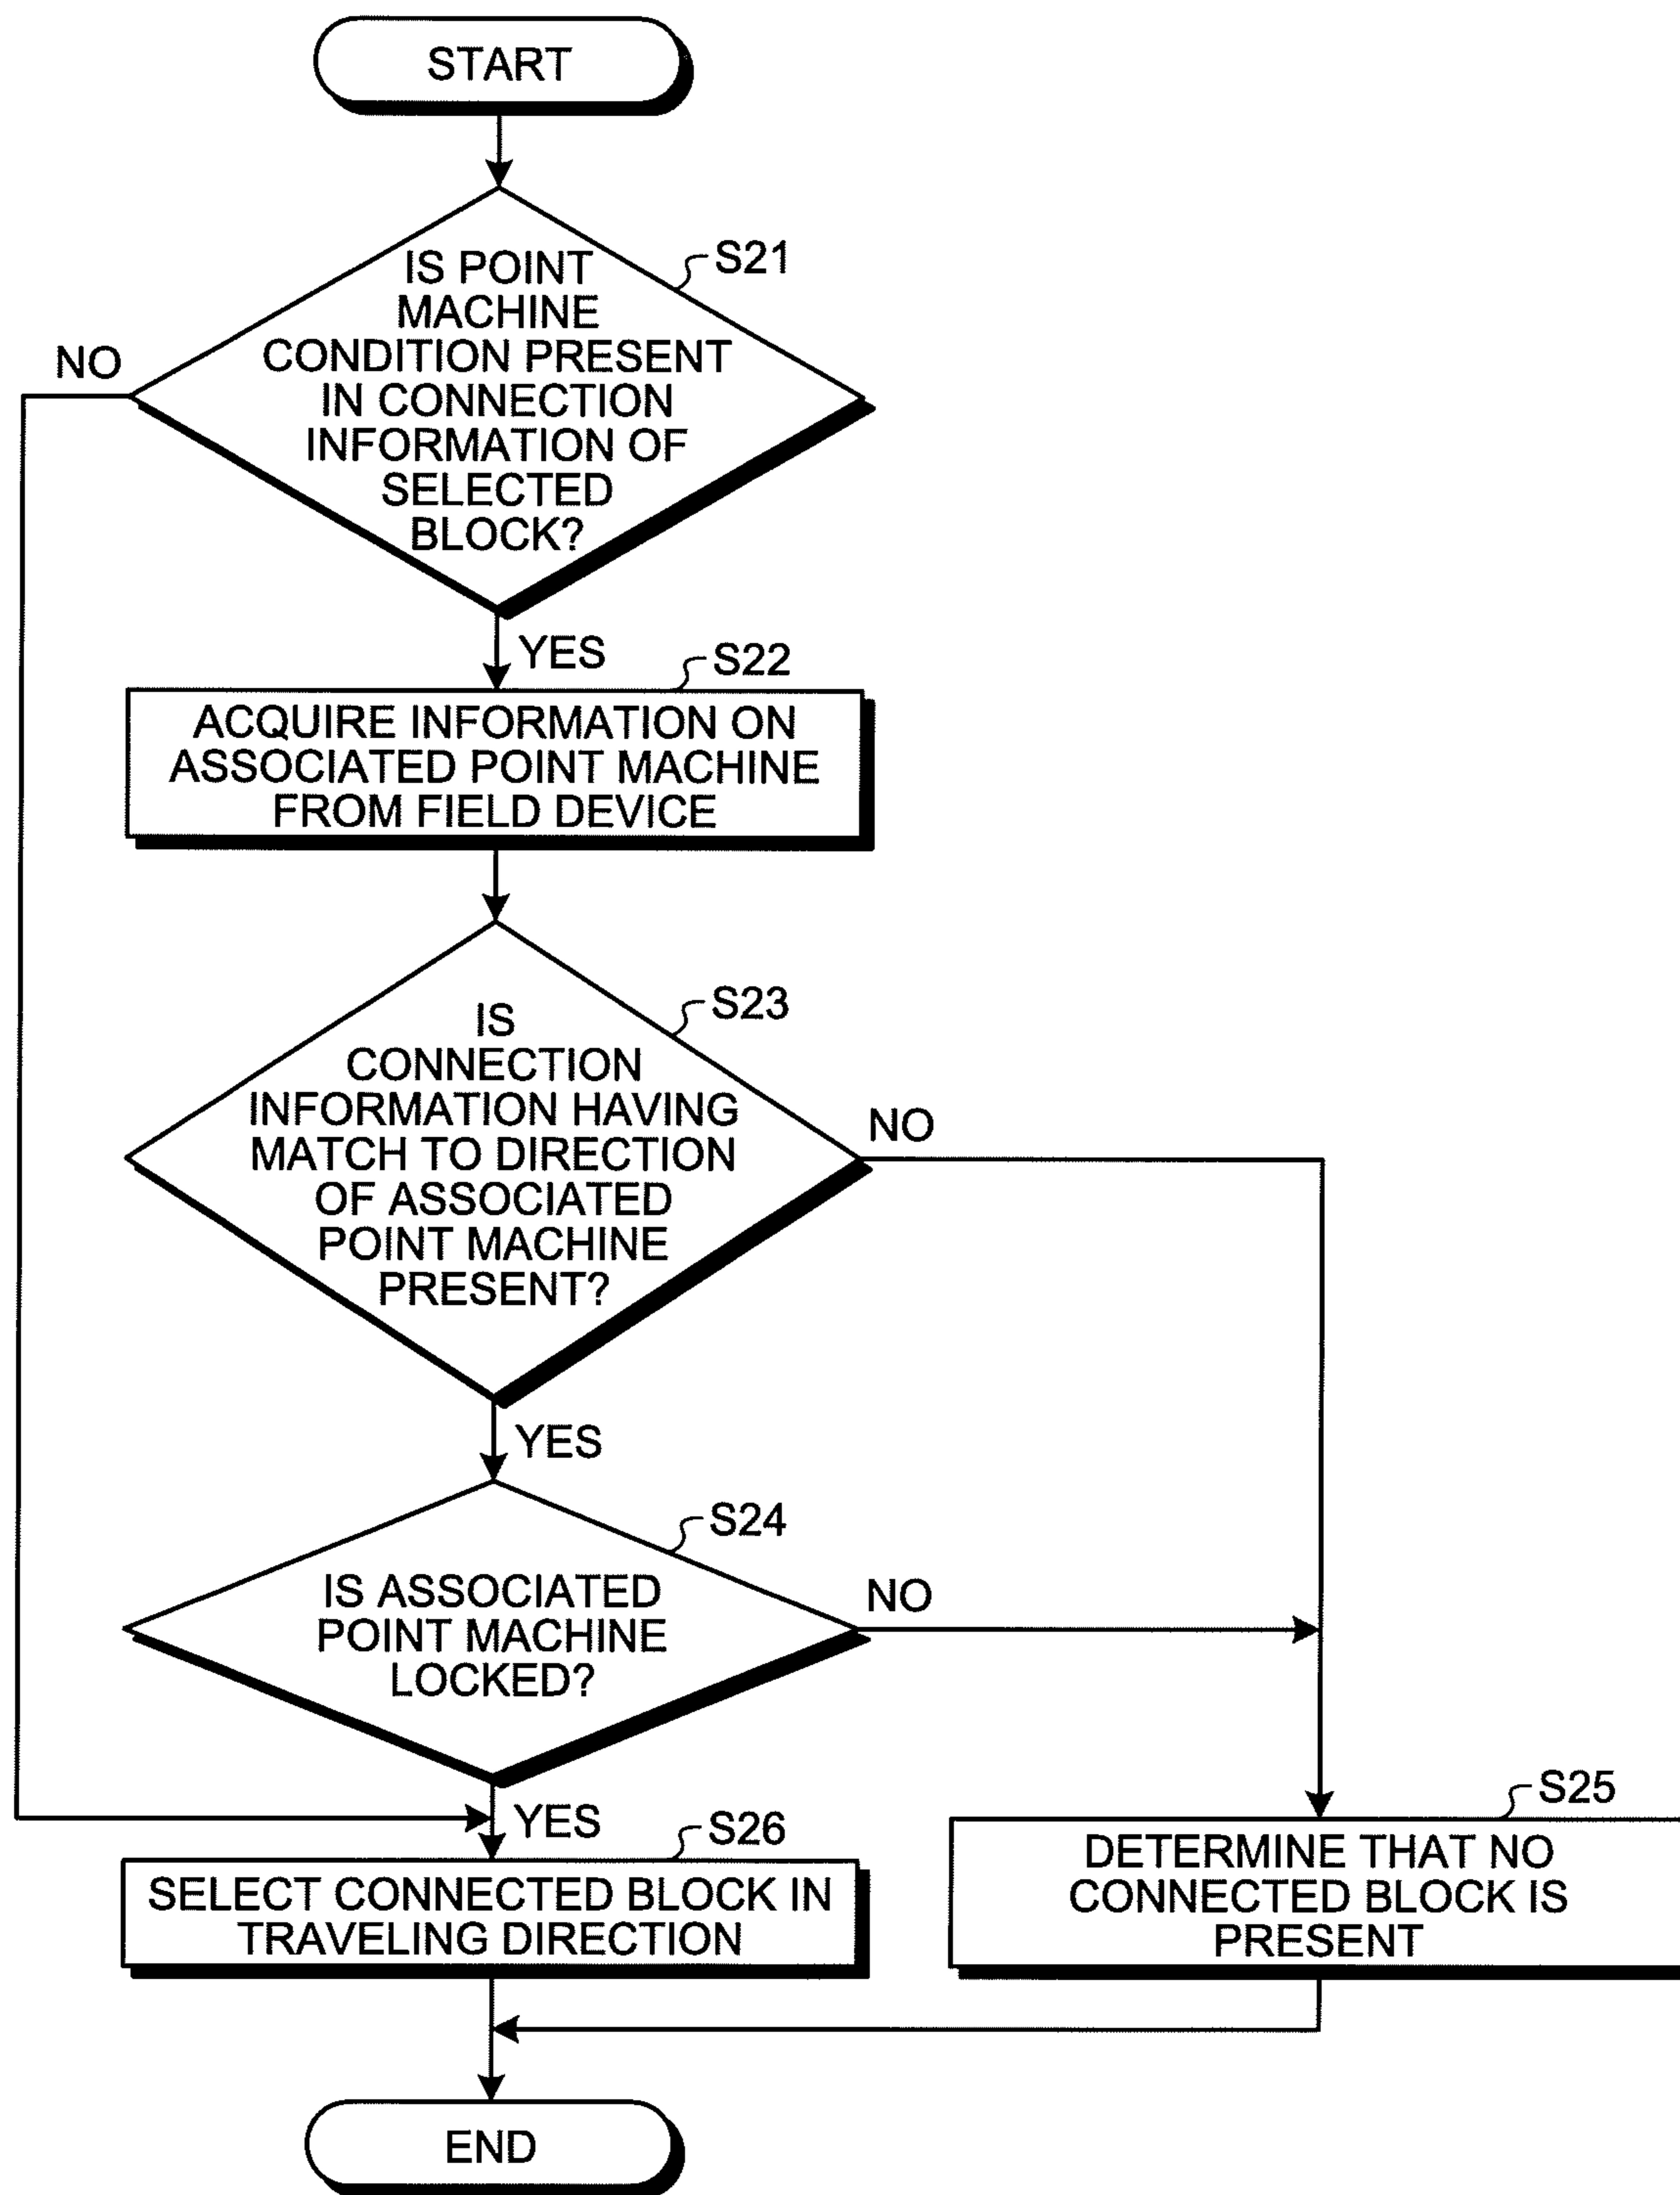 START
S21
IS POINT
MACHINE
CONDITION PRESENT
IN CONNECTION
INFORMATION OF
SELECTED
BLOCK?
NO
YES
S22
ACQUIRE INFORMATION ON
ASSOCIATED POINT MACHINE
FROM FIELD DEVICE
S23
IS
CONNECTION
INFORMATION HAVING
MATCH TO DIRECTION
OF ASSOCIATED
POINT MACHINE
PRESENT?
NO
YES
S24
IS ASSOCIATED
POINT MACHINE
LOCKED?
NO
YES
S26
SELECT CONNECTED BLOCK IN
TRAVELING DIRECTION
S25
DETERMINE THAT NO
CONNECTED BLOCK IS
PRESENT
END